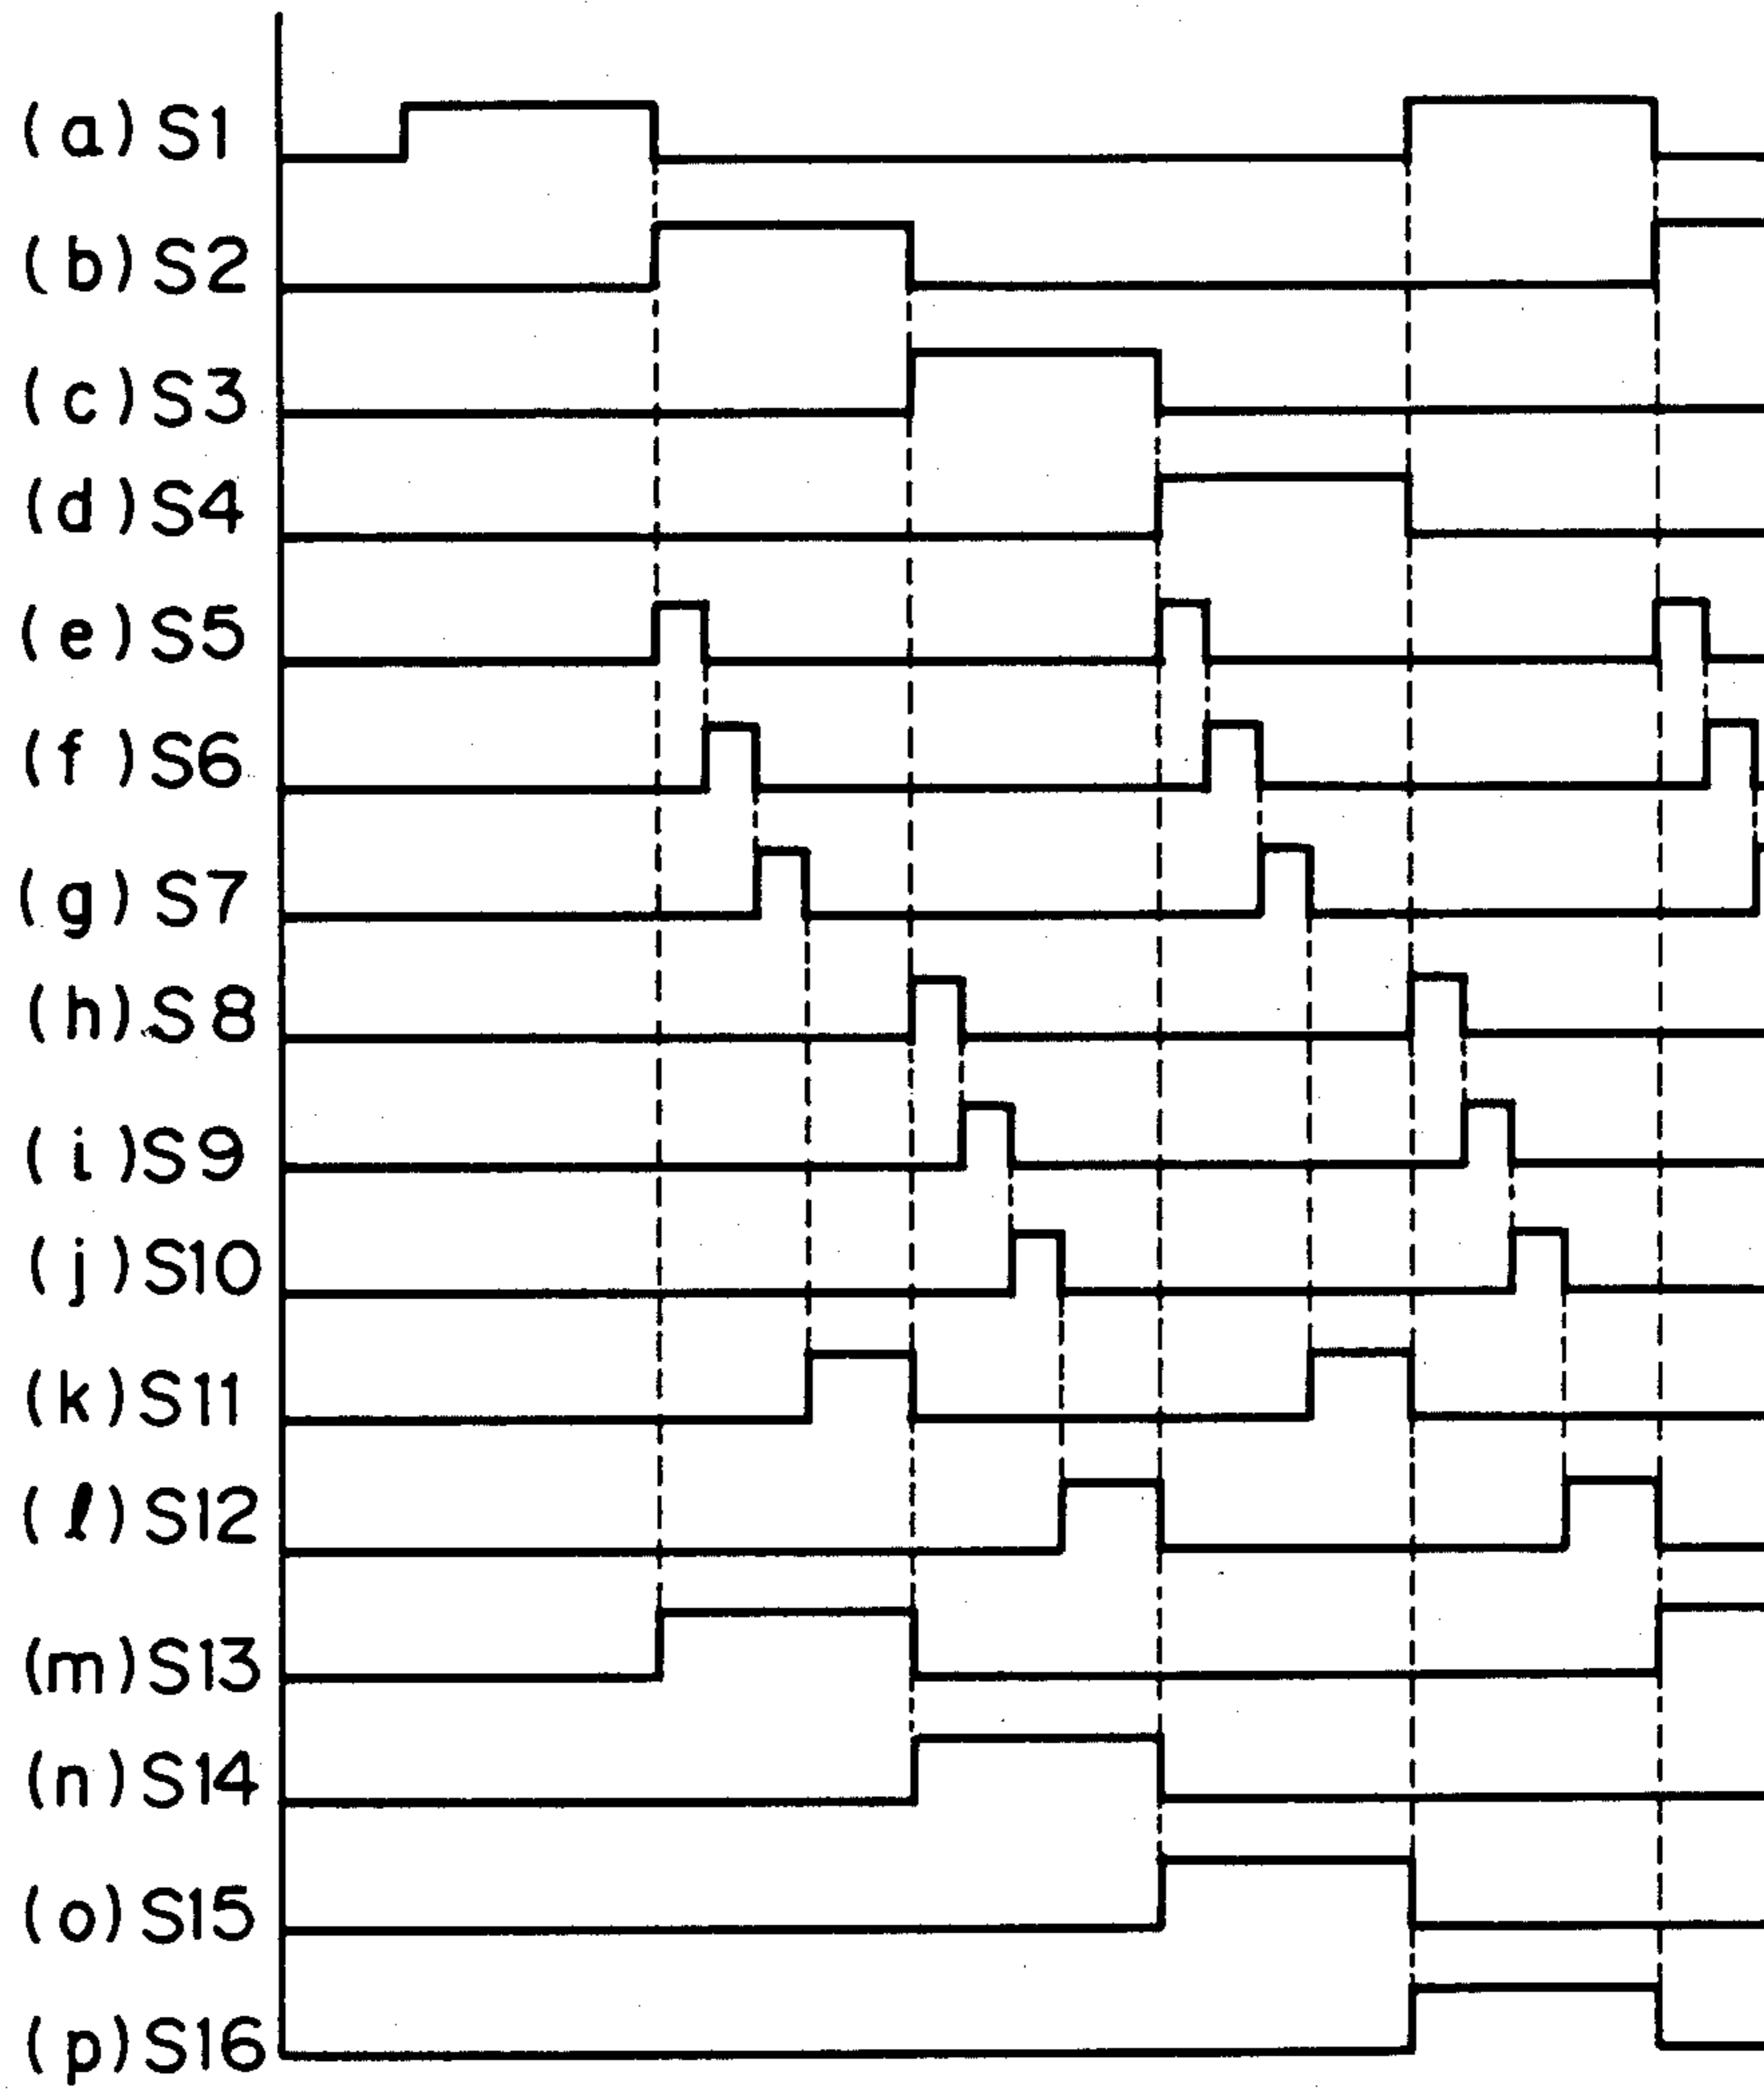 (a) S1
(b) S2
(c) S3
(d) S4
(e) S5
(f) S6
(g) S7
(h) S8
(i) S9
(j) S10
(k) S11
(ℓ) S12
(m) S13
(n) S14
(o) S15
(p) S16